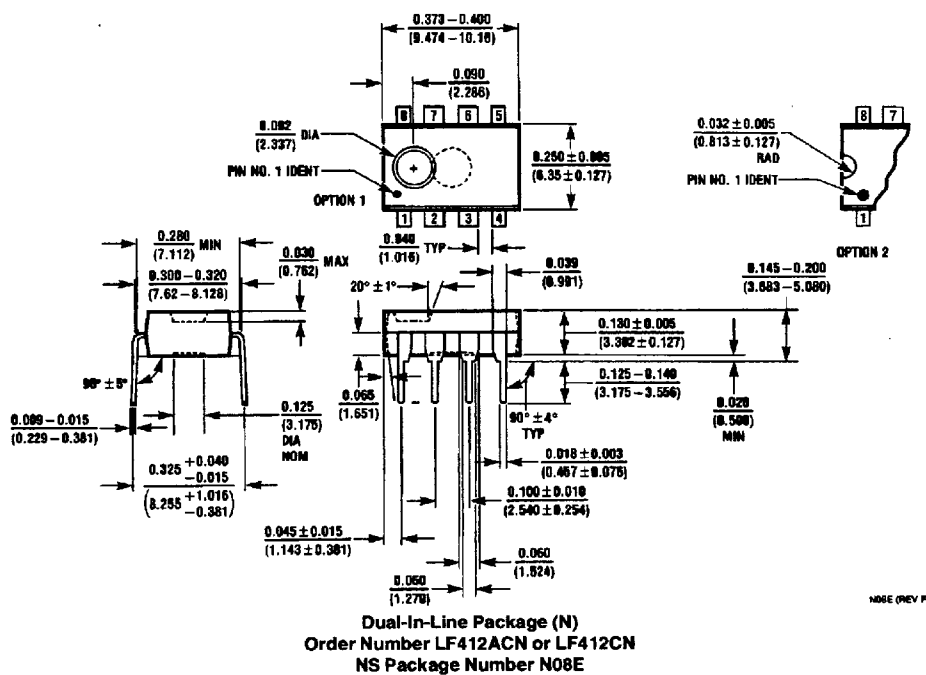 0.373 – 0.400
(9.474 – 10.16)
0.090
(2.286)
8 7 6 5
0.092
(2.337) DIA
PIN NO. 1 IDENT
OPTION 1
0.250 ± 0.005
(6.35 ± 0.127)
1 2 3 4
0.032 ± 0.005
(0.813 ± 0.127)
RAD
PIN NO. 1 IDENT
8 7
1
OPTION 2
0.280 MIN
(7.112)
0.300 – 0.320
(7.62 – 8.128)
0.030 MAX
(0.762)
0.040 TYP
(1.016)
20° ± 1°
0.039
(0.991)
0.145 – 0.200
(3.683 – 5.080)
0.130 ± 0.005
(3.302 ± 0.127)
0.125 – 0.140
(3.175 – 3.556)
0.020
(0.508)
MIN
95° ± 5°
0.009 – 0.015
(0.229 – 0.381)
0.125
(3.175)
DIA
NOM
0.065
(1.651)
90° ± 4°
TYP
0.018 ± 0.003
(0.457 ± 0.076)
0.325 +0.040
−0.015
(8.255 +1.016
−0.381)
0.100 ± 0.010
(2.540 ± 0.254)
0.045 ± 0.015
(1.143 ± 0.381)
0.060
(1.524)
0.050
(1.270)
N08E (REV F
Dual-In-Line Package (N)
Order Number LF412ACN or LF412CN
NS Package Number N08E